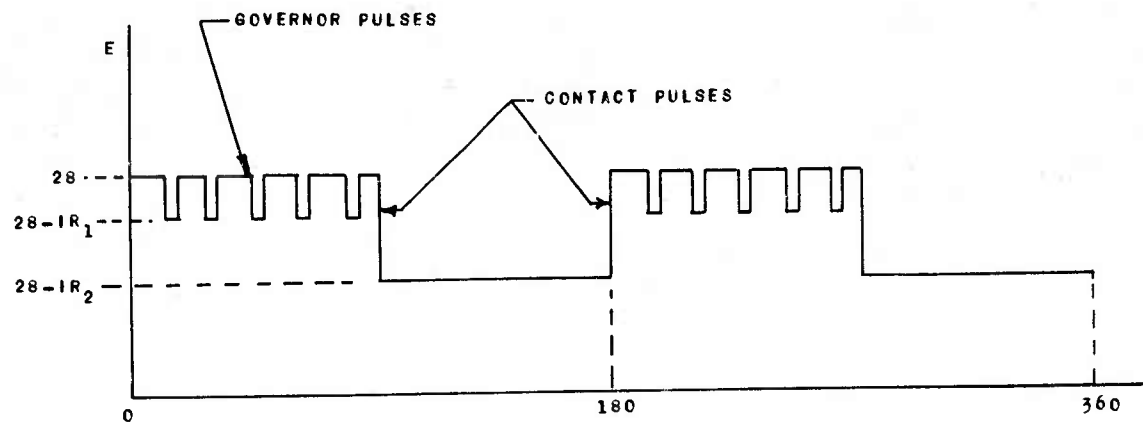 GOVERNOR PULSES
E
CONTACT PULSES
28
28-IR1
28-IR2
0
180
360